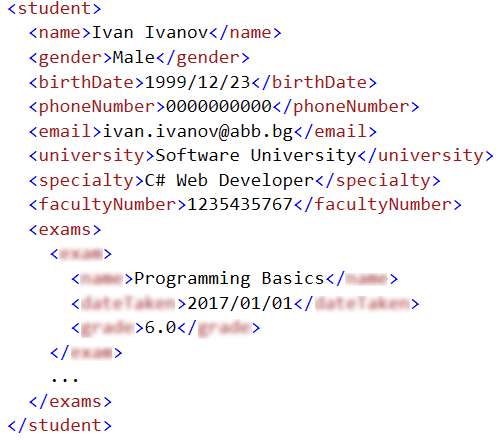 <student>
<name>Ivan Ivanov</name>
<gender>Male</gender>
<birthDate>1999/12/23</birthDate>
<phoneNumber>0000000000</phoneNumber>
<email>ivan.ivanov@abb.bg</email>
<university>Software University</university>
<specialty>C# Web Developer</specialty>
<facultyNumber>1235435767</facultyNumber>
<exams>
<exam>
<name>Programming Basics</name>
<dateTaken>2017/01/01</dateTaken>
<grade>6.0</grade>
</exam>
...
</exams>
</student>